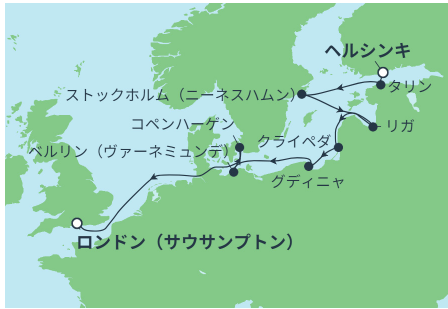 ヘルシンキ
タリン
ストックホルム（ニーネスハムン）
コペンハーゲン
リガ
クライペダ
ベルリン（ヴァーネミュンデ）
グディニャ
ロンドン（サウサンプトン）